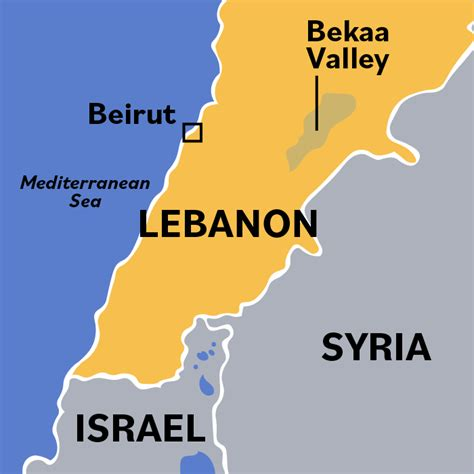 Bekaa
Valley
Beirut
Mediterranean
Sea
LEBANON
SYRIA
ISRAEL